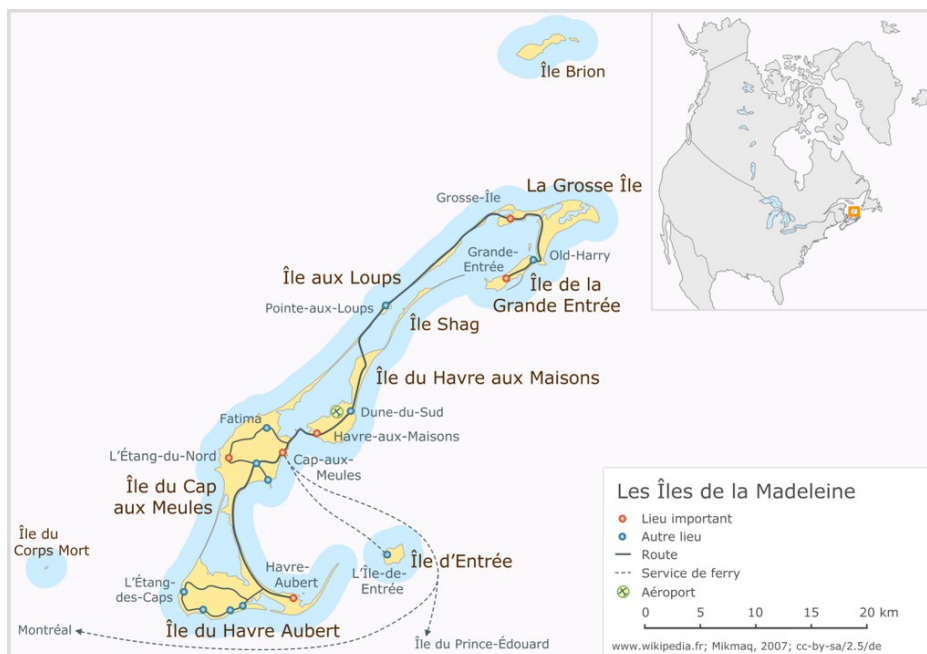 Île Brion
La Grosse Île
Grosse-Île
Grande-
Entrée
Old-Harry
Île aux Loups
Île de la
Grande Entrée
Pointe-aux-Loups
Île Shag
Île du Havre aux Maisons
Fatima
Dune-du-Sud
Havre-aux-Maisons
L'Étang-du-Nord
Cap-aux-
Meules
Île du Cap
aux Meules
Île du
Corps Mort
Île d'Entrée
L'Île-de-
Entrée
Havre-
Aubert
L'Étang-
des-Caps
Île du Havre Aubert
Montréal
Île du Prince-Édouard
Les Îles de la Madeleine
Lieu important
Autre lieu
Route
Service de ferry
Aéroport
0 5 10 15 20 km
www.wikipedia.fr; Mikmaq, 2007; cc-by-sa/2.5/de